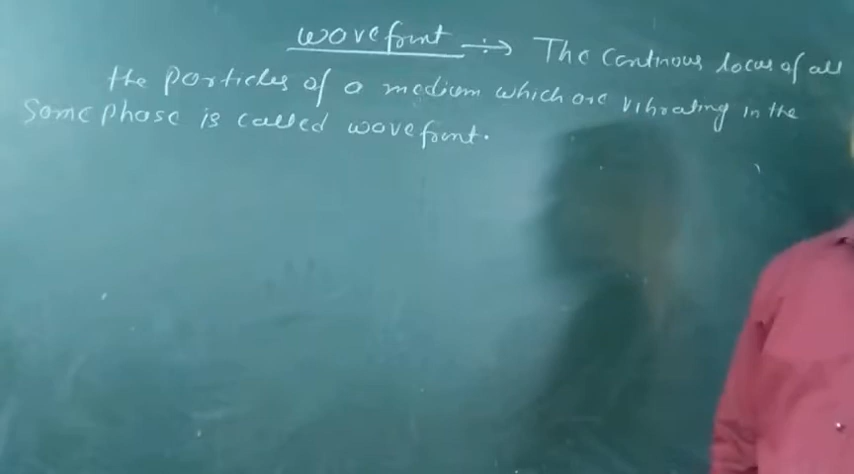 wavefront → The continous locus of all
the particles of a medium which are vibrating in the
same phase is called wavefront.